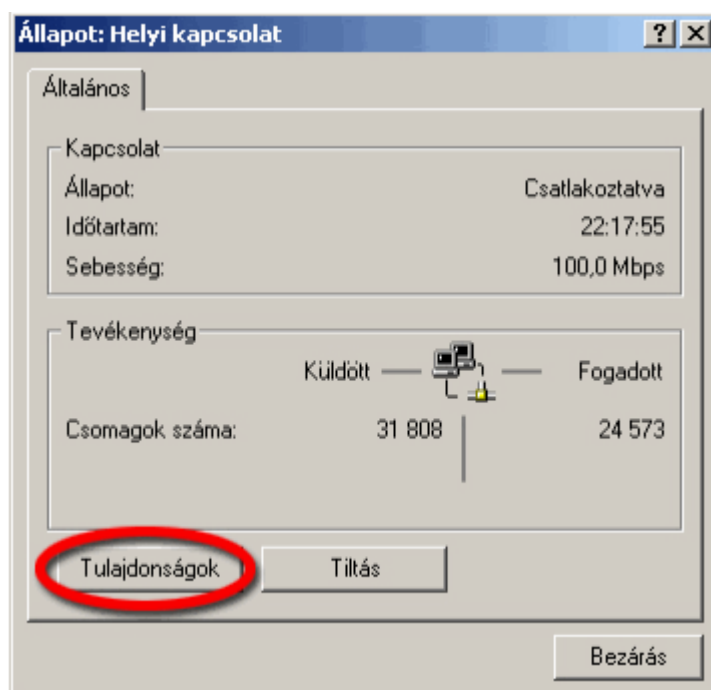 Állapot: Helyi kapcsolat
Általános
Kapcsolat
Állapot: Csatlakoztatva
Időtartam: 22:17:55
Sebesség: 100,0 Mbps
Tevékenység
Küldött Fogadott
Csomagok száma: 31 808 24 573
Tulajdonságok Tiltás
Bezárás